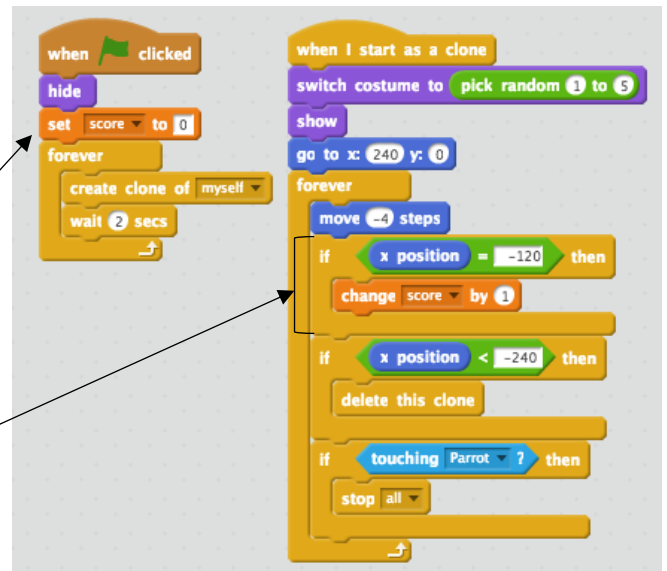 when clicked
hide
set score to 0
forever
create clone of myself
wait 2 secs
when I start as a clone
switch costume to pick random 1 to 5
show
go to x: 240 y: 0
forever
move -4 steps
if x position = -120 then
change score by 1
if x position < -240 then
delete this clone
if touching Parrot ? then
stop all